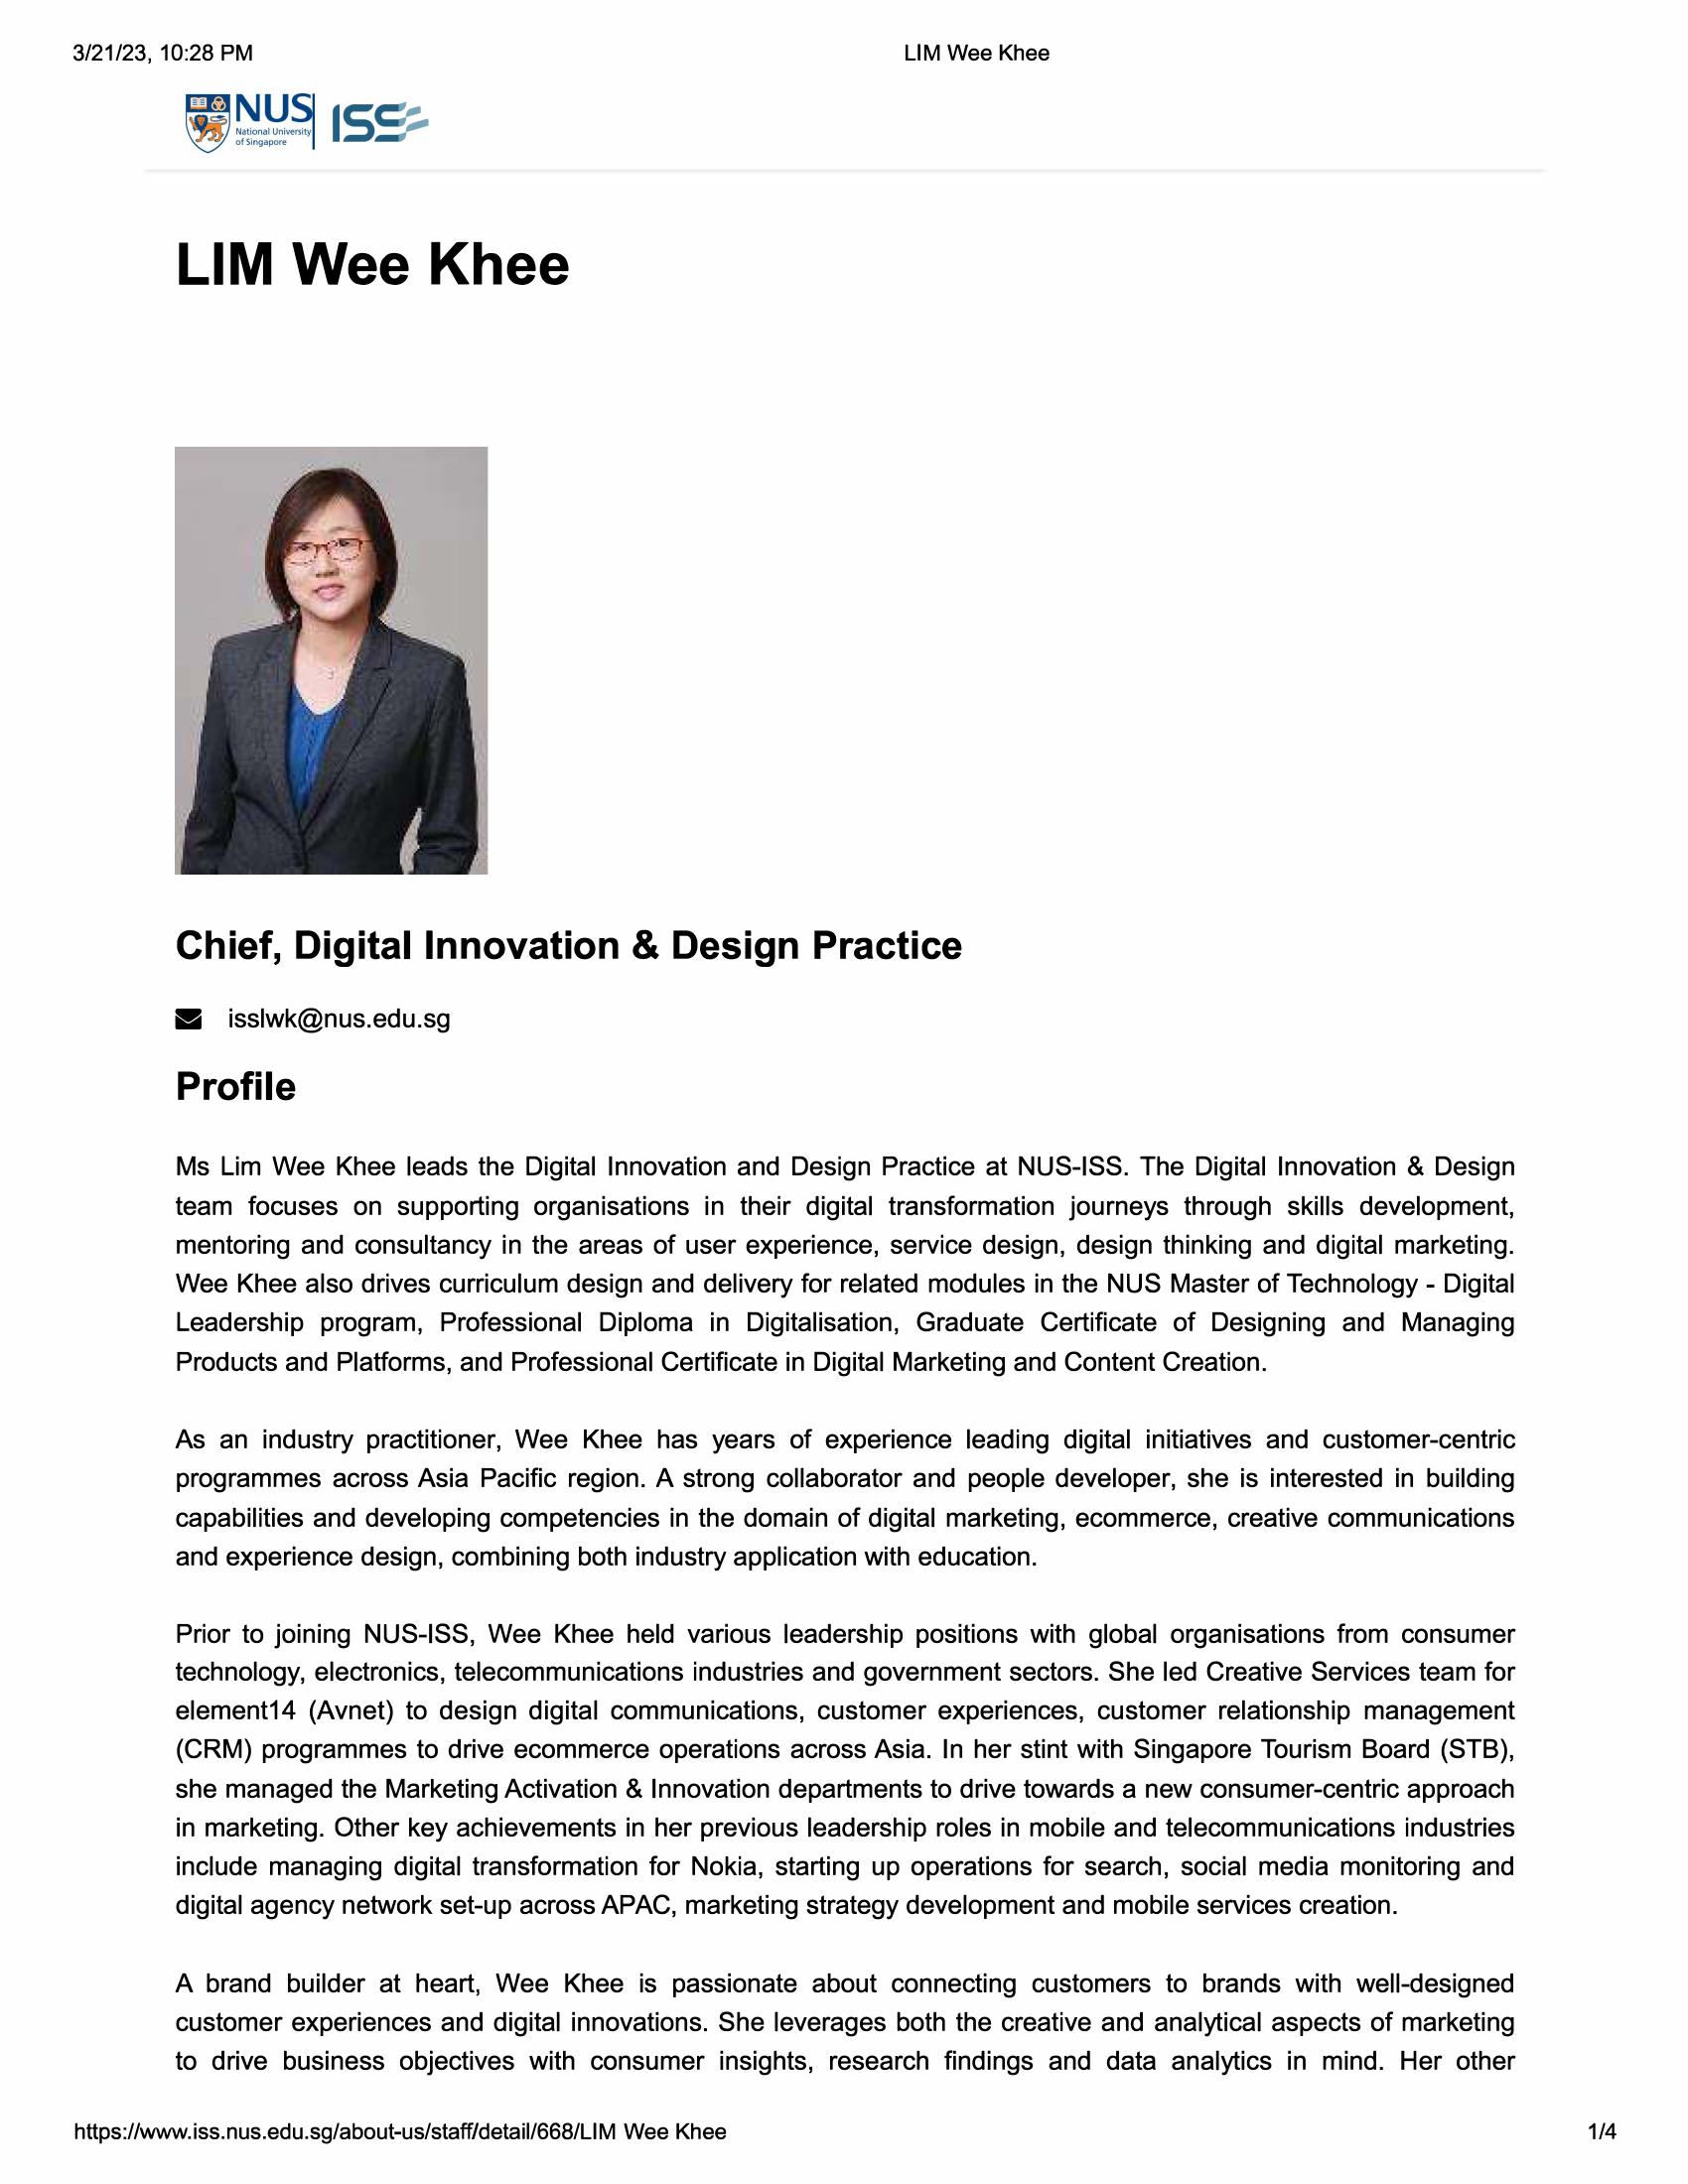 3/21/23, 10:28 PM
LIM Wee Khee
NUS
National University
of Singapore
ISS
LIM Wee Khee
Chief, Digital Innovation & Design Practice
isslwk@nus.edu.sg
Profile
Ms Lim Wee Khee leads the Digital Innovation and Design Practice at NUS-ISS. The Digital Innovation & Design
team focuses on supporting organisations in their digital transformation journeys through skills development,
mentoring and consultancy in the areas of user experience, service design, design thinking and digital marketing.
Wee Khee also drives curriculum design and delivery for related modules in the NUS Master of Technology - Digital
Leadership program, Professional Diploma in Digitalisation, Graduate Certificate of Designing and Managing
Products and Platforms, and Professional Certificate in Digital Marketing and Content Creation.
As an industry practitioner, Wee Khee has years of experience leading digital initiatives and customer-centric
programmes across Asia Pacific region. A strong collaborator and people developer, she is interested in building
capabilities and developing competencies in the domain of digital marketing, ecommerce, creative communications
and experience design, combining both industry application with education.
Prior to joining NUS-ISS, Wee Khee held various leadership positions with global organisations from consumer
technology, electronics, telecommunications industries and government sectors. She led Creative Services team for
element14 (Avnet) to design digital communications, customer experiences, customer relationship management
(CRM) programmes to drive ecommerce operations across Asia. In her stint with Singapore Tourism Board (STB),
she managed the Marketing Activation & Innovation departments to drive towards a new consumer-centric approach
in marketing. Other key achievements in her previous leadership roles in mobile and telecommunications industries
include managing digital transformation for Nokia, starting up operations for search, social media monitoring and
digital agency network set-up across APAC, marketing strategy development and mobile services creation.
A brand builder at heart, Wee Khee is passionate about connecting customers to brands with well-designed
customer experiences and digital innovations. She leverages both the creative and analytical aspects of marketing
to drive business objectives with consumer insights, research findings and data analytics in mind. Her other
https://www.iss.nus.edu.sg/about-us/staff/detail/668/LIM Wee Khee
1/4